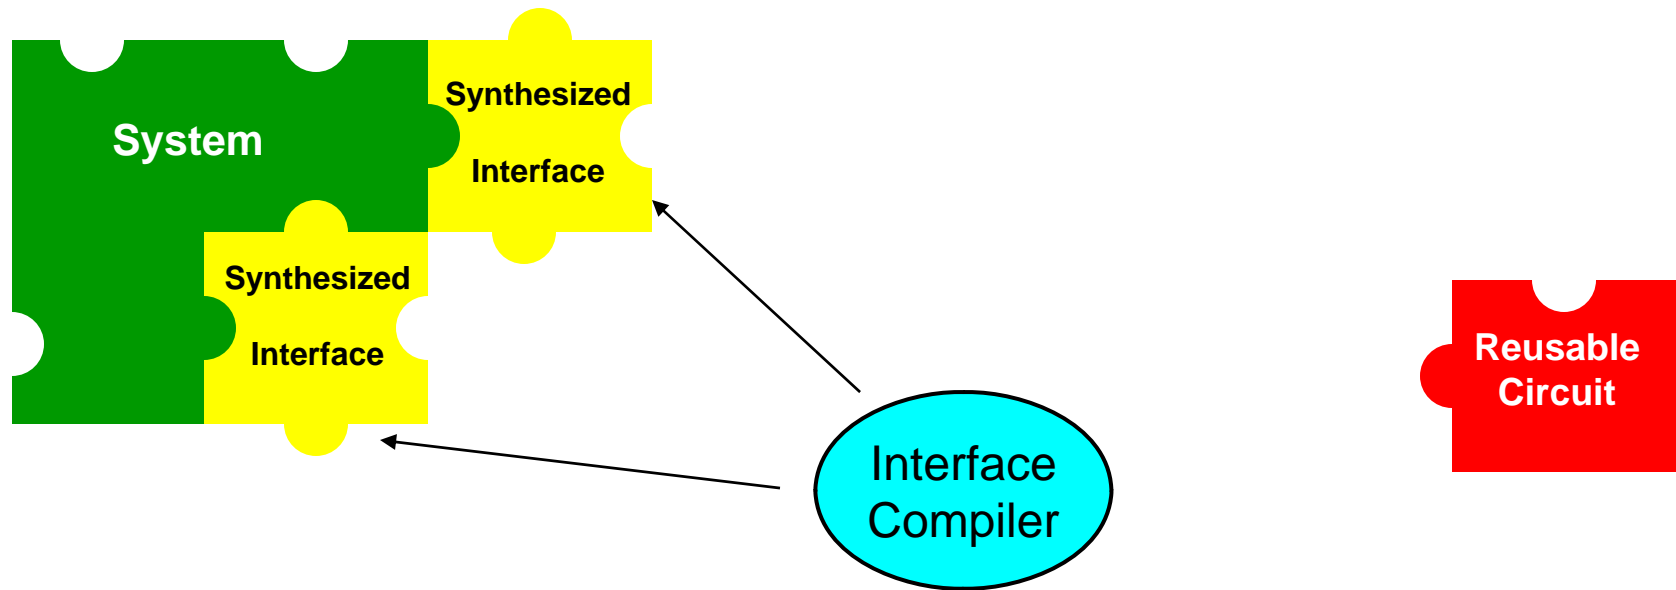 System
Synthesized
Interface
Synthesized
Interface
Interface
Compiler
Reusable
Circuit